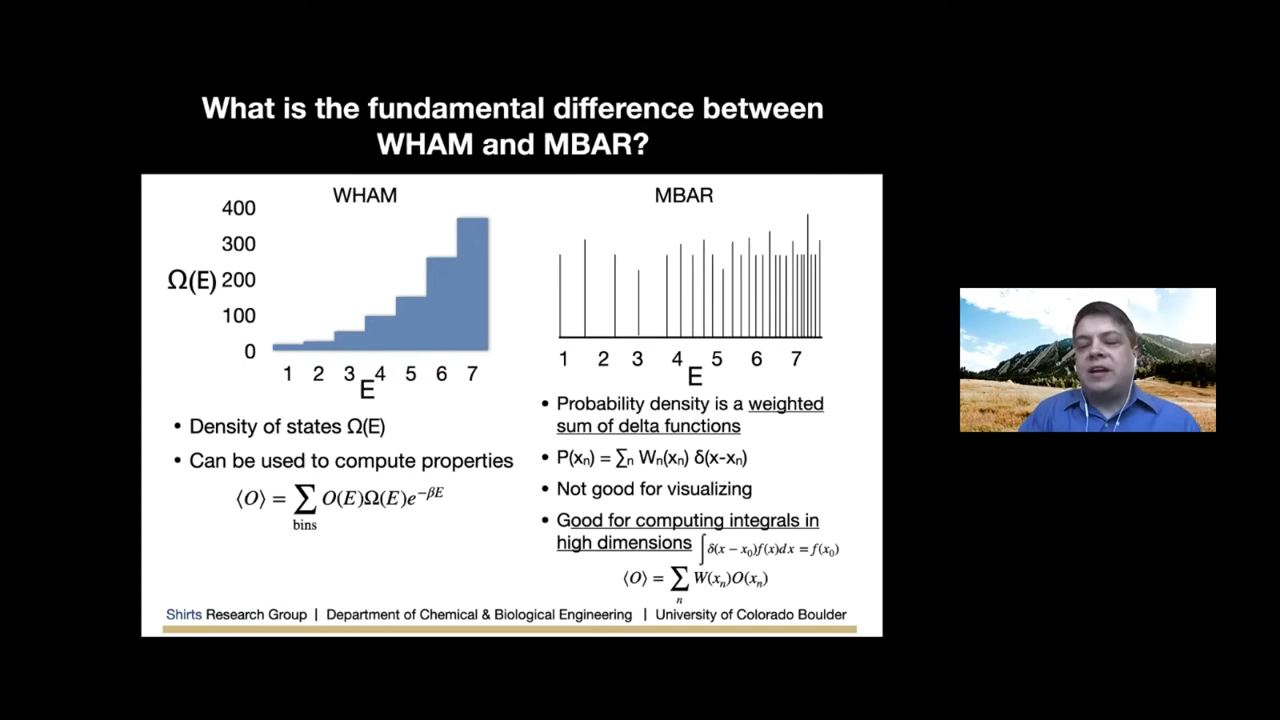 What is the fundamental difference between
WHAM and MBAR?
WHAM
400
300
Ω(E) 200
100
0
1 2 3 4 5 6 7
E
• Density of states Ω(E)
• Can be used to compute properties
⟨O⟩ = ∑ O(E)Ω(E)e^−βE
bins
MBAR
1 2 3 4 5 6 7
E
• Probability density is a weighted
sum of delta functions
• P(xₙ) = ∑ₙ Wₙ(xₙ) δ(x-xₙ)
• Not good for visualizing
• Good for computing integrals in
high dimensions ∫δ(x − x₀)f(x)dx = f(x₀)
⟨O⟩ = ∑ W(xₙ)O(xₙ)
n
Shirts Research Group | Department of Chemical & Biological Engineering | University of Colorado Boulder